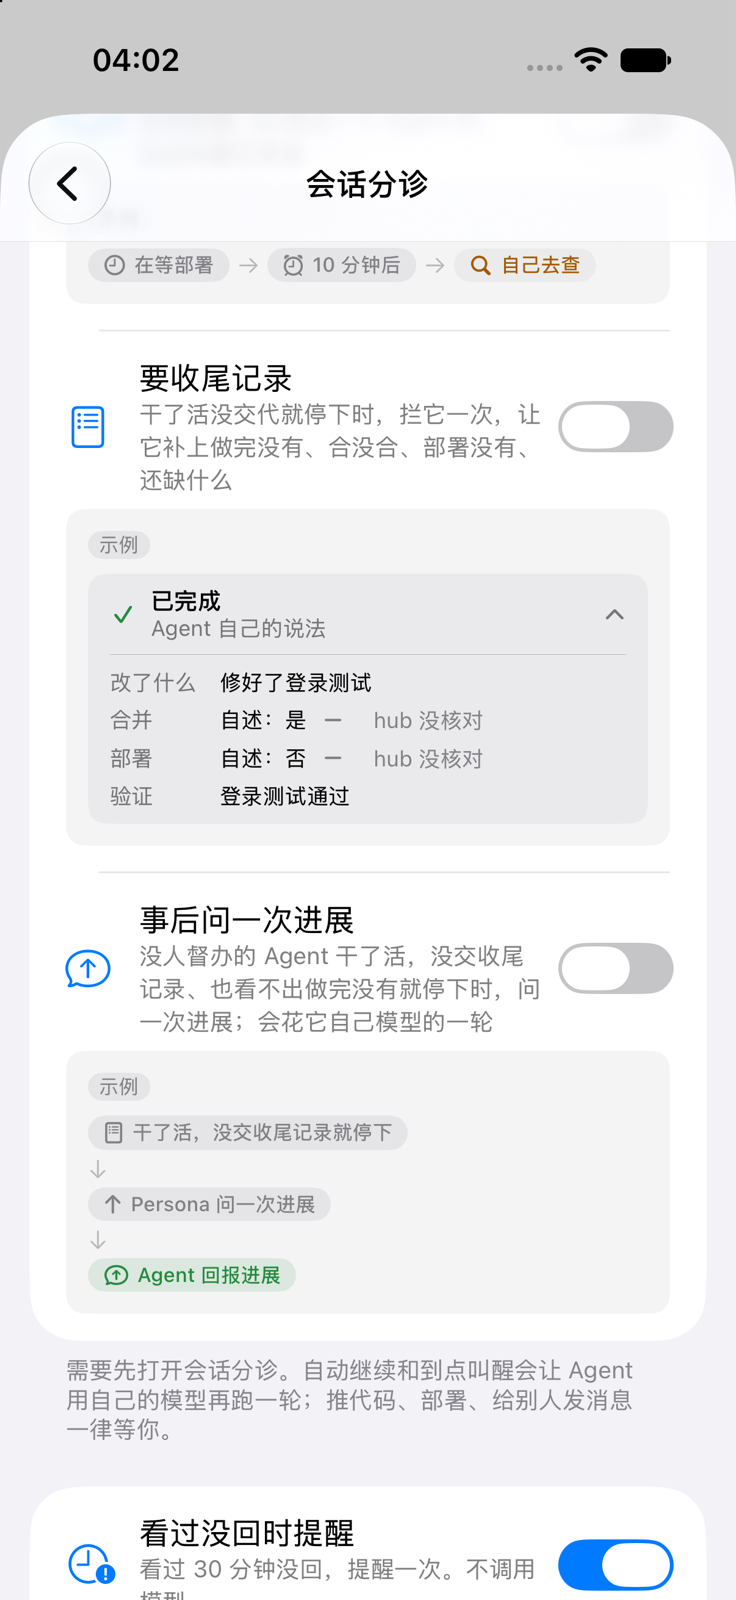 04:02
会话分诊
在等部署 → 10 分钟后 → 自己去查
要收尾记录
干了活没交代就停下时，拦它一次，让
它补上做完没有、合没合、部署没有、
还缺什么
示例
已完成
Agent 自己的说法
改了什么 修好了登录测试
合并 自述：是 — hub 没核对
部署 自述：否 — hub 没核对
验证 登录测试通过
事后问一次进展
没人督办的 Agent 干了活，没交收尾
记录、也看不出做完没有就停下时，问
一次进展；会花它自己模型的一轮
示例
干了活，没交收尾记录就停下
↓
Persona 问一次进展
↓
Agent 回报进展
需要先打开会话分诊。自动继续和到点叫醒会让 Agent
用自己的模型再跑一轮；推代码、部署、给别人发消息
一律等你。
看过没回时提醒
看过 30 分钟没回，提醒一次。不调用